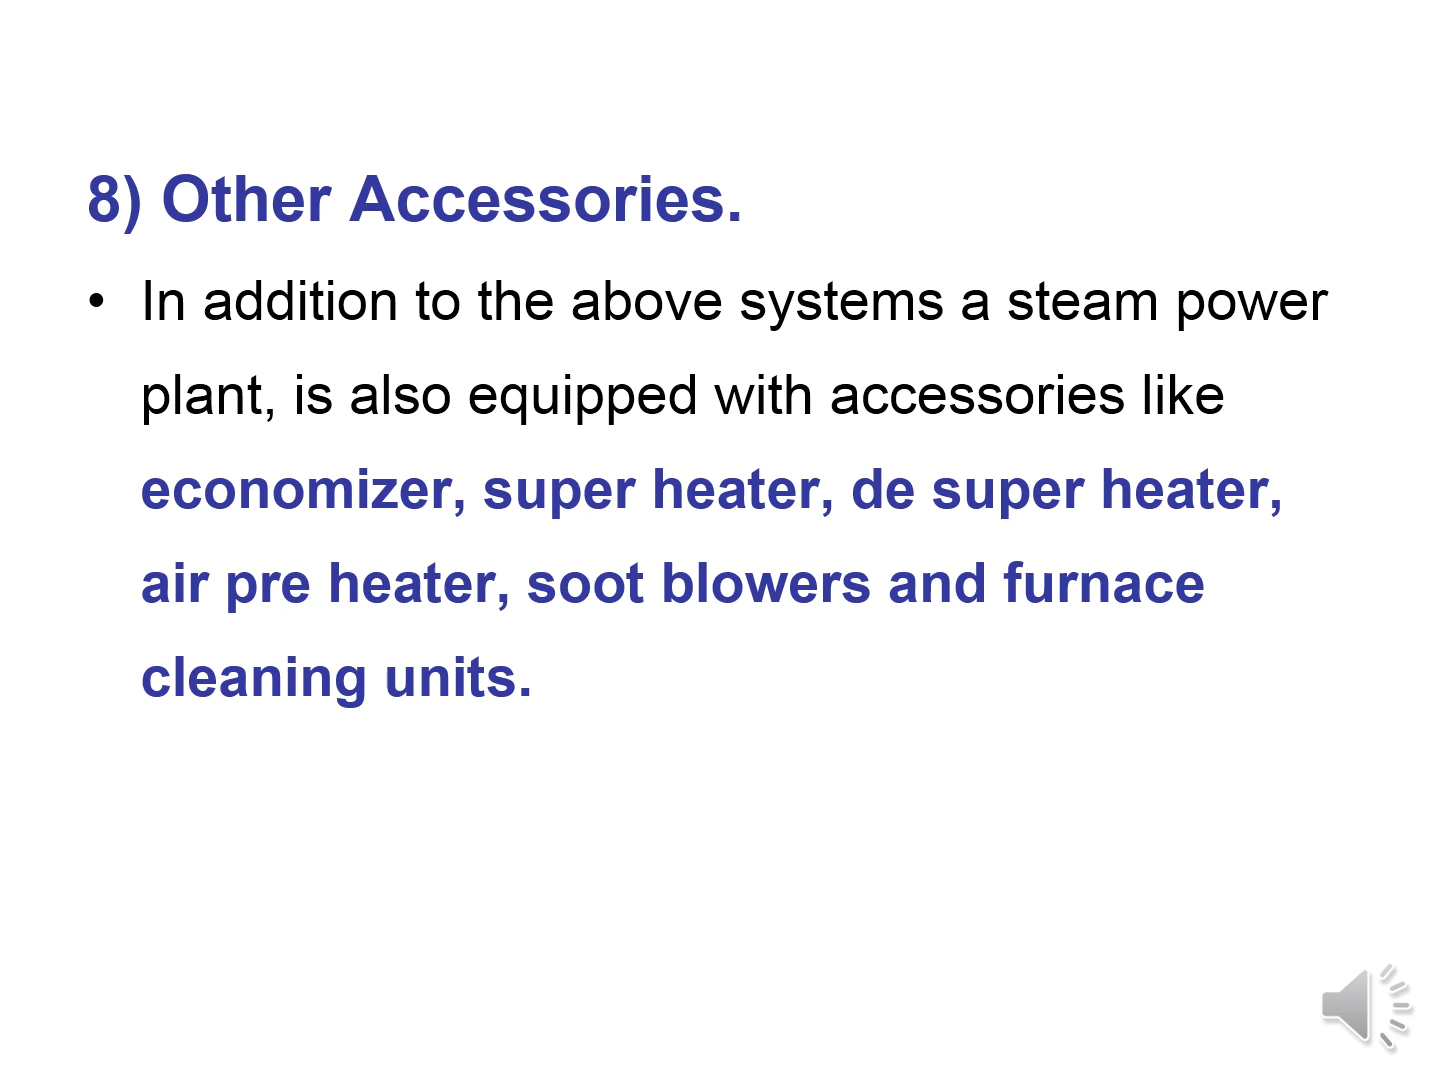 8) Other Accessories.
• In addition to the above systems a steam power
plant, is also equipped with accessories like
economizer, super heater, de super heater,
air pre heater, soot blowers and furnace
cleaning units.